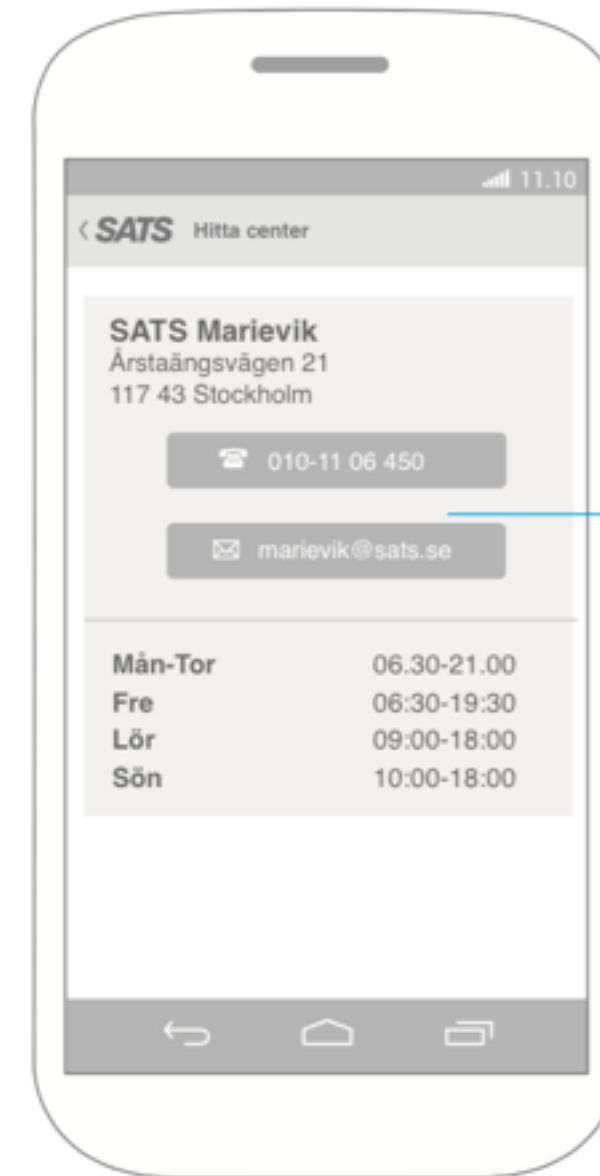 11.10
< SATS Hitta center
SATS Marievik
Årstaängsvägen 21
117 43 Stockholm
010-11 06 450
marievik@sats.se
Mån-Tor 06.30-21.00
Fre 06:30-19:30
Lör 09:00-18:00
Sön 10:00-18:00